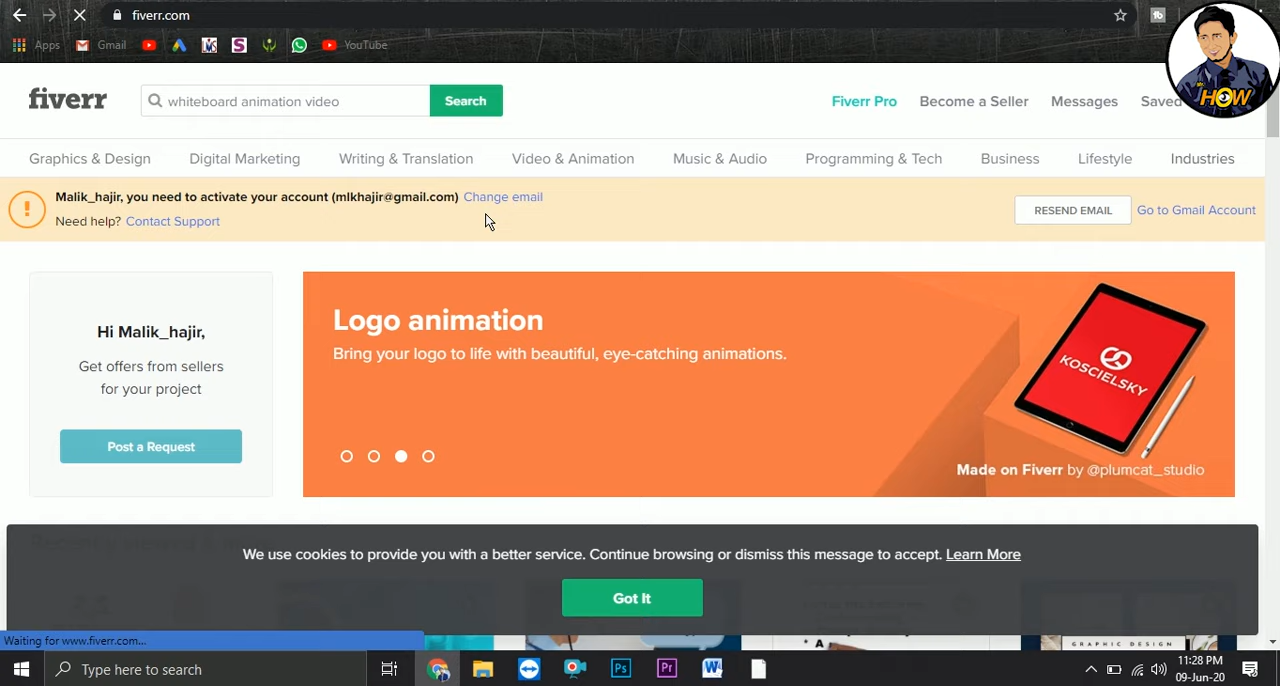 fiverr.com
Apps Gmail YouTube
HOW
fiverr
whiteboard animation video
Search
Fiverr Pro Become a Seller Messages Saved
Graphics & Design Digital Marketing Writing & Translation Video & Animation Music & Audio Programming & Tech Business Lifestyle Industries
Malik_hajir, you need to activate your account (mlkhajir@gmail.com) Change email
Need help? Contact Support
RESEND EMAIL Go to Gmail Account
Hi Malik_hajir,
Get offers from sellers
for your project
Post a Request
Logo animation
Bring your logo to life with beautiful, eye-catching animations.
KOSCIELSKY
Made on Fiverr by @plumcat_studio
We use cookies to provide you with a better service. Continue browsing or dismiss this message to accept. Learn More
Got It
GRAPHIC DESIGN
Waiting for www.fiverr.com...
Type here to search
Ps Pr W
11:28 PM
09-Jun-20